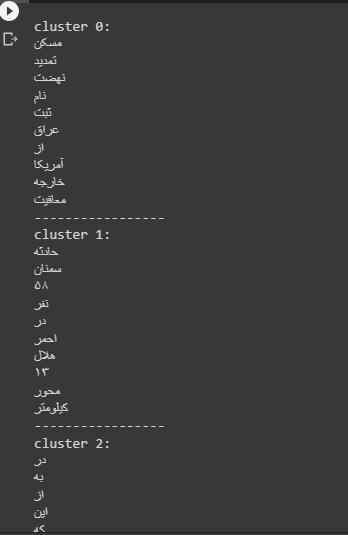 cluster 0:
مسکن
تمدید
نهضت
نام
ثبت
عراق
از
آمریکا
خارجه
معافیت
-----------------
cluster 1:
حادثه
سمنان
۵۸
نفر
در
احمر
هلال
۱۳
محور
کیلومتر
-----------------
cluster 2:
در
به
از
این
که